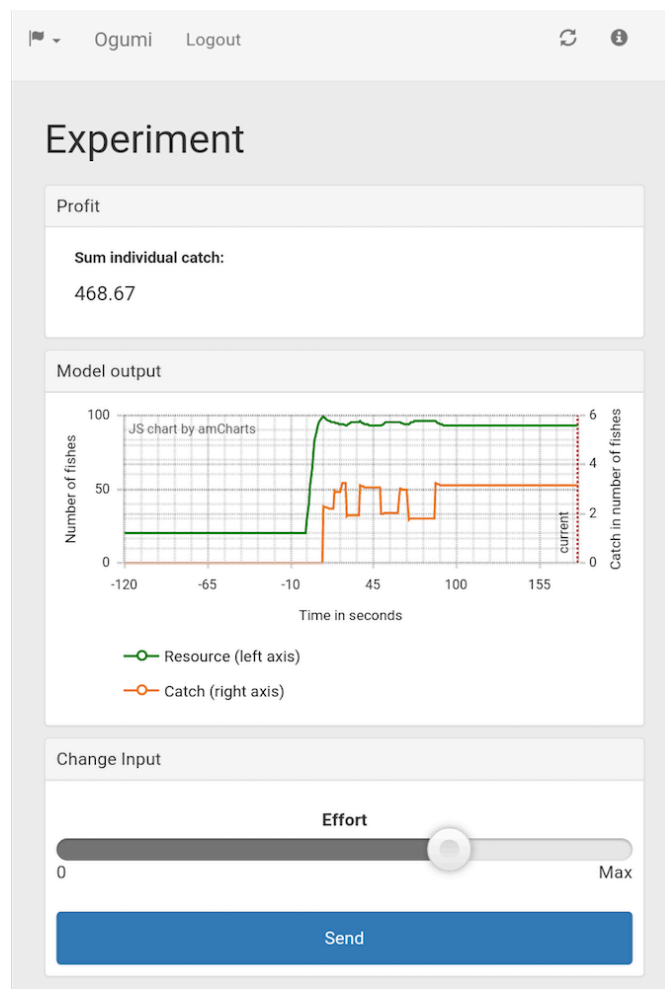 Ogumi Logout
Experiment
Profit
Sum individual catch:
468.67
Model output
JS chart by amCharts
100
50
0
Number of fishes
6
4
2
0
Catch in number of fishes
current
-120 -65 -10 45 100 155
Time in seconds
Resource (left axis)
Catch (right axis)
Change Input
Effort
0 Max
Send